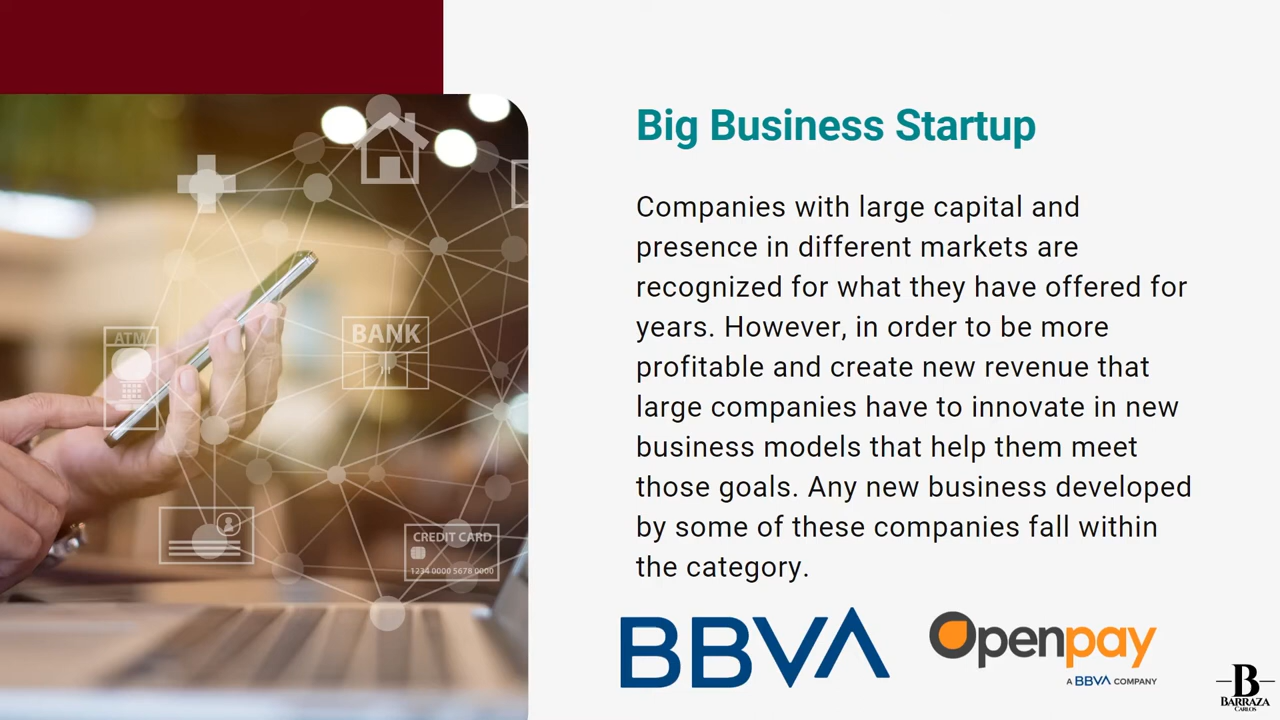 Big Business Startup
Companies with large capital and
presence in different markets are
recognized for what they have offered for
years. However, in order to be more
profitable and create new revenue that
large companies have to innovate in new
business models that help them meet
those goals. Any new business developed
by some of these companies fall within
the category.
ATM
BANK
CREDIT CARD
1234 0000 5678 0000
BBVA
Openpay
A BBVA COMPANY
B
BARRAZA
CARLOS